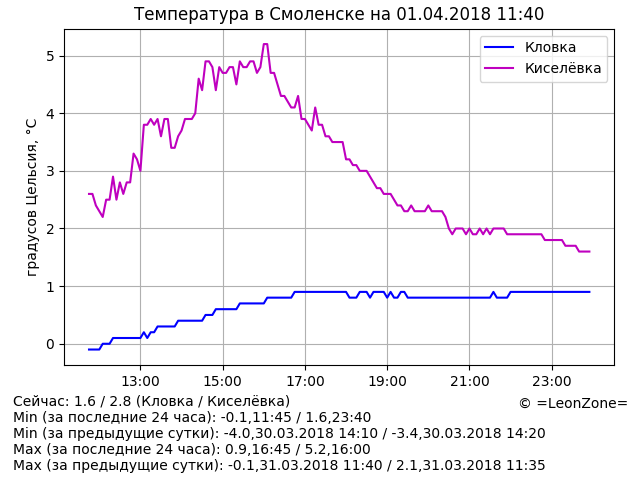 Температура в Смоленске на 01.04.2018 11:40
Кловка
Киселёвка
градусов Цельсия, °C
5
4
3
2
1
0
13:00 15:00 17:00 19:00 21:00 23:00
Сейчас: 1.6 / 2.8 (Кловка / Киселёвка)
© =LeonZone=
Min (за последние 24 часа): -0.1,11:45 / 1.6,23:40
Min (за предыдущие сутки): -4.0,30.03.2018 14:10 / -3.4,30.03.2018 14:20
Max (за последние 24 часа): 0.9,16:45 / 5.2,16:00
Max (за предыдущие сутки): -0.1,31.03.2018 11:40 / 2.1,31.03.2018 11:35